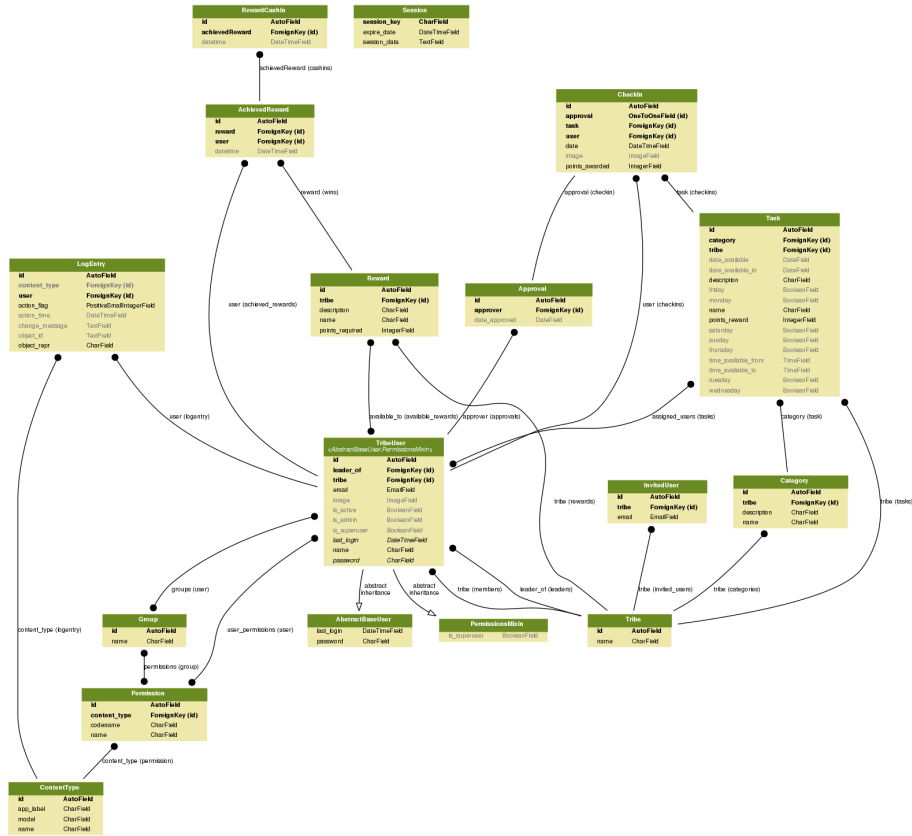 RewardCashIn
id AutoField
achievedReward ForeignKey (id)
datetime DateTimeField
Session
session_key CharField
expire_date DateTimeField
session_data TextField
achievedReward (cashins)
AchievedReward
id AutoField
reward ForeignKey (id)
user ForeignKey (id)
datetime DateTimeField
CheckIn
id AutoField
approval OneToOneField (id)
task ForeignKey (id)
user ForeignKey (id)
date DateTimeField
image ImageField
points_awarded IntegerField
reward (wins)
approval (checkin)
task (checkins)
Task
id AutoField
category ForeignKey (id)
tribe ForeignKey (id)
date_available DateField
date_available_to DateField
description CharField
friday BooleanField
monday BooleanField
name CharField
points_reward IntegerField
saturday BooleanField
sunday BooleanField
thursday BooleanField
time_available_from TimeField
time_available_to TimeField
tuesday BooleanField
wednesday BooleanField
LogEntry
id AutoField
content_type ForeignKey (id)
user ForeignKey (id)
action_flag PositiveSmallIntegerField
action_time DateTimeField
change_message TextField
object_id TextField
object_repr CharField
Reward
id AutoField
tribe ForeignKey (id)
description CharField
name CharField
points_required IntegerField
Approval
id AutoField
approver ForeignKey (id)
date_approved DateField
user (achieved_rewards)
user (checkins)
user (logentry)
available_to (available_rewards)
approver (approvals)
assigned_users (tasks)
category (task)
TribeUser
<AbstractBaseUser,PermissionsMixin>
id AutoField
leader_of ForeignKey (id)
tribe ForeignKey (id)
email EmailField
image ImageField
is_active BooleanField
is_admin BooleanField
is_superuser BooleanField
last_login DateTimeField
name CharField
password CharField
InvitedUser
id AutoField
tribe ForeignKey (id)
email EmailField
Category
id AutoField
tribe ForeignKey (id)
description CharField
name CharField
tribe (rewards)
tribe (tasks)
groups (user)
abstract
inheritance
abstract
inheritance
tribe (members)
leader_of (leaders)
tribe (invited_users)
tribe (categories)
Group
id AutoField
name CharField
AbstractBaseUser
last_login DateTimeField
password CharField
PermissionsMixin
is_superuser BooleanField
Tribe
id AutoField
name CharField
content_type (logentry)
user_permissions (user)
permissions (group)
Permission
id AutoField
content_type ForeignKey (id)
codename CharField
name CharField
content_type (permission)
ContentType
id AutoField
app_label CharField
model CharField
name CharField